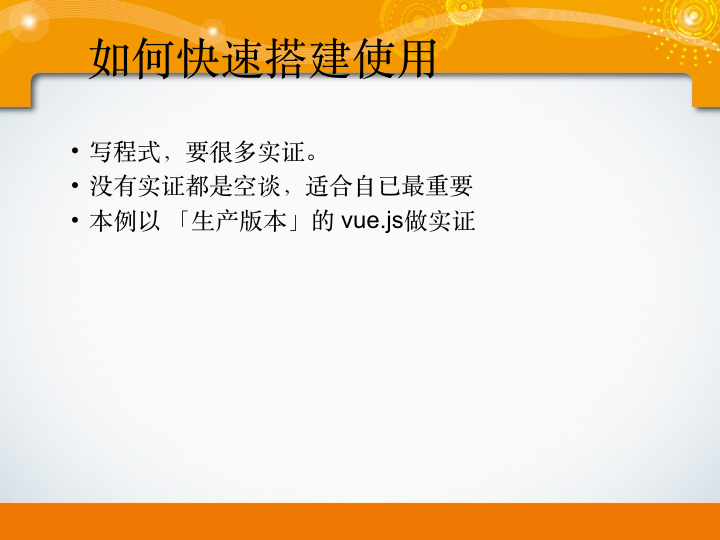 如何快速搭建使用
• 写程式，要很多实证。
• 没有实证都是空谈，适合自已最重要
• 本例以 「生产版本」的 vue.js做实证